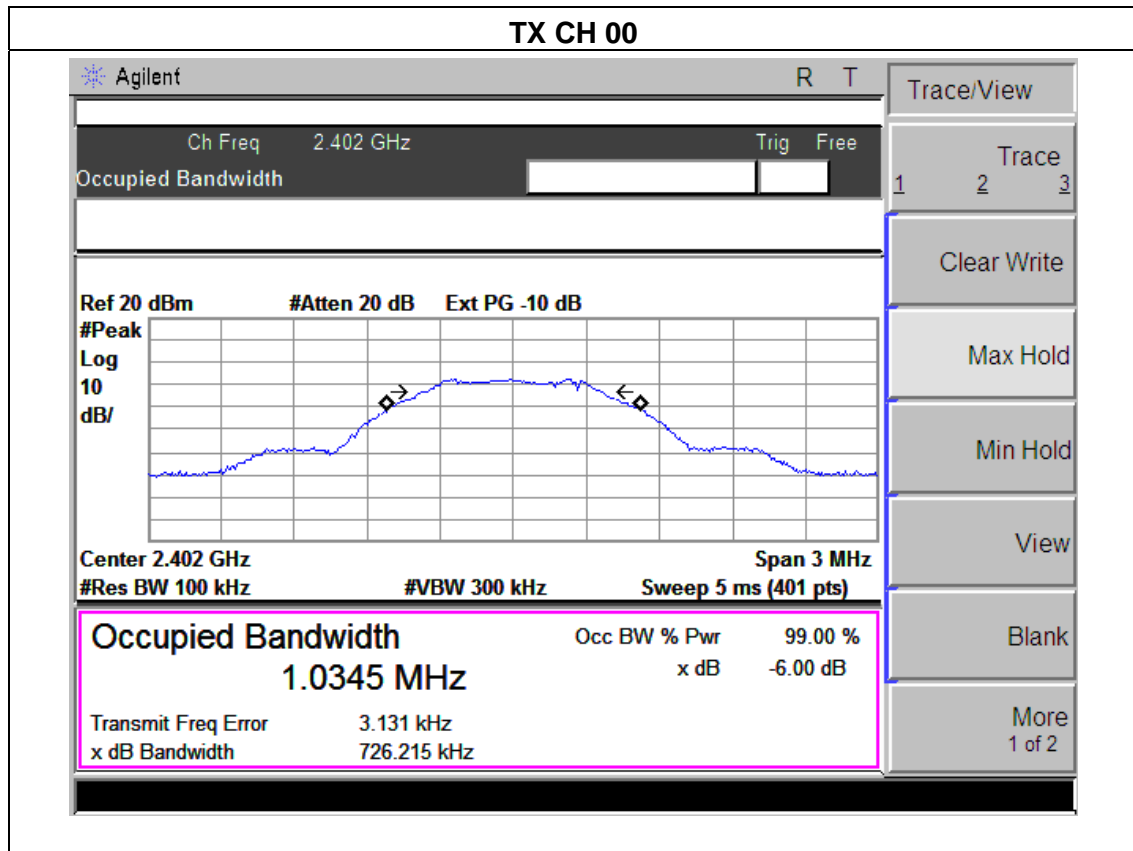 TX CH 00
Agilent R T
Ch Freq 2.402 GHz Trig Free
Occupied Bandwidth
Ref 20 dBm #Atten 20 dB Ext PG -10 dB
#Peak
Log
10
dB/
Center 2.402 GHz Span 3 MHz
#Res BW 100 kHz #VBW 300 kHz Sweep 5 ms (401 pts)
Occupied Bandwidth Occ BW % Pwr 99.00 %
1.0345 MHz x dB -6.00 dB
Transmit Freq Error 3.131 kHz
x dB Bandwidth 726.215 kHz
Trace/View
Trace
1 2 3
Clear Write
Max Hold
Min Hold
View
Blank
More
1 of 2